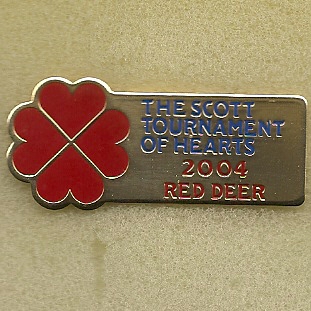 THE SCOTT
TOURNAMENT
OF HEARTS
2004
RED DEER